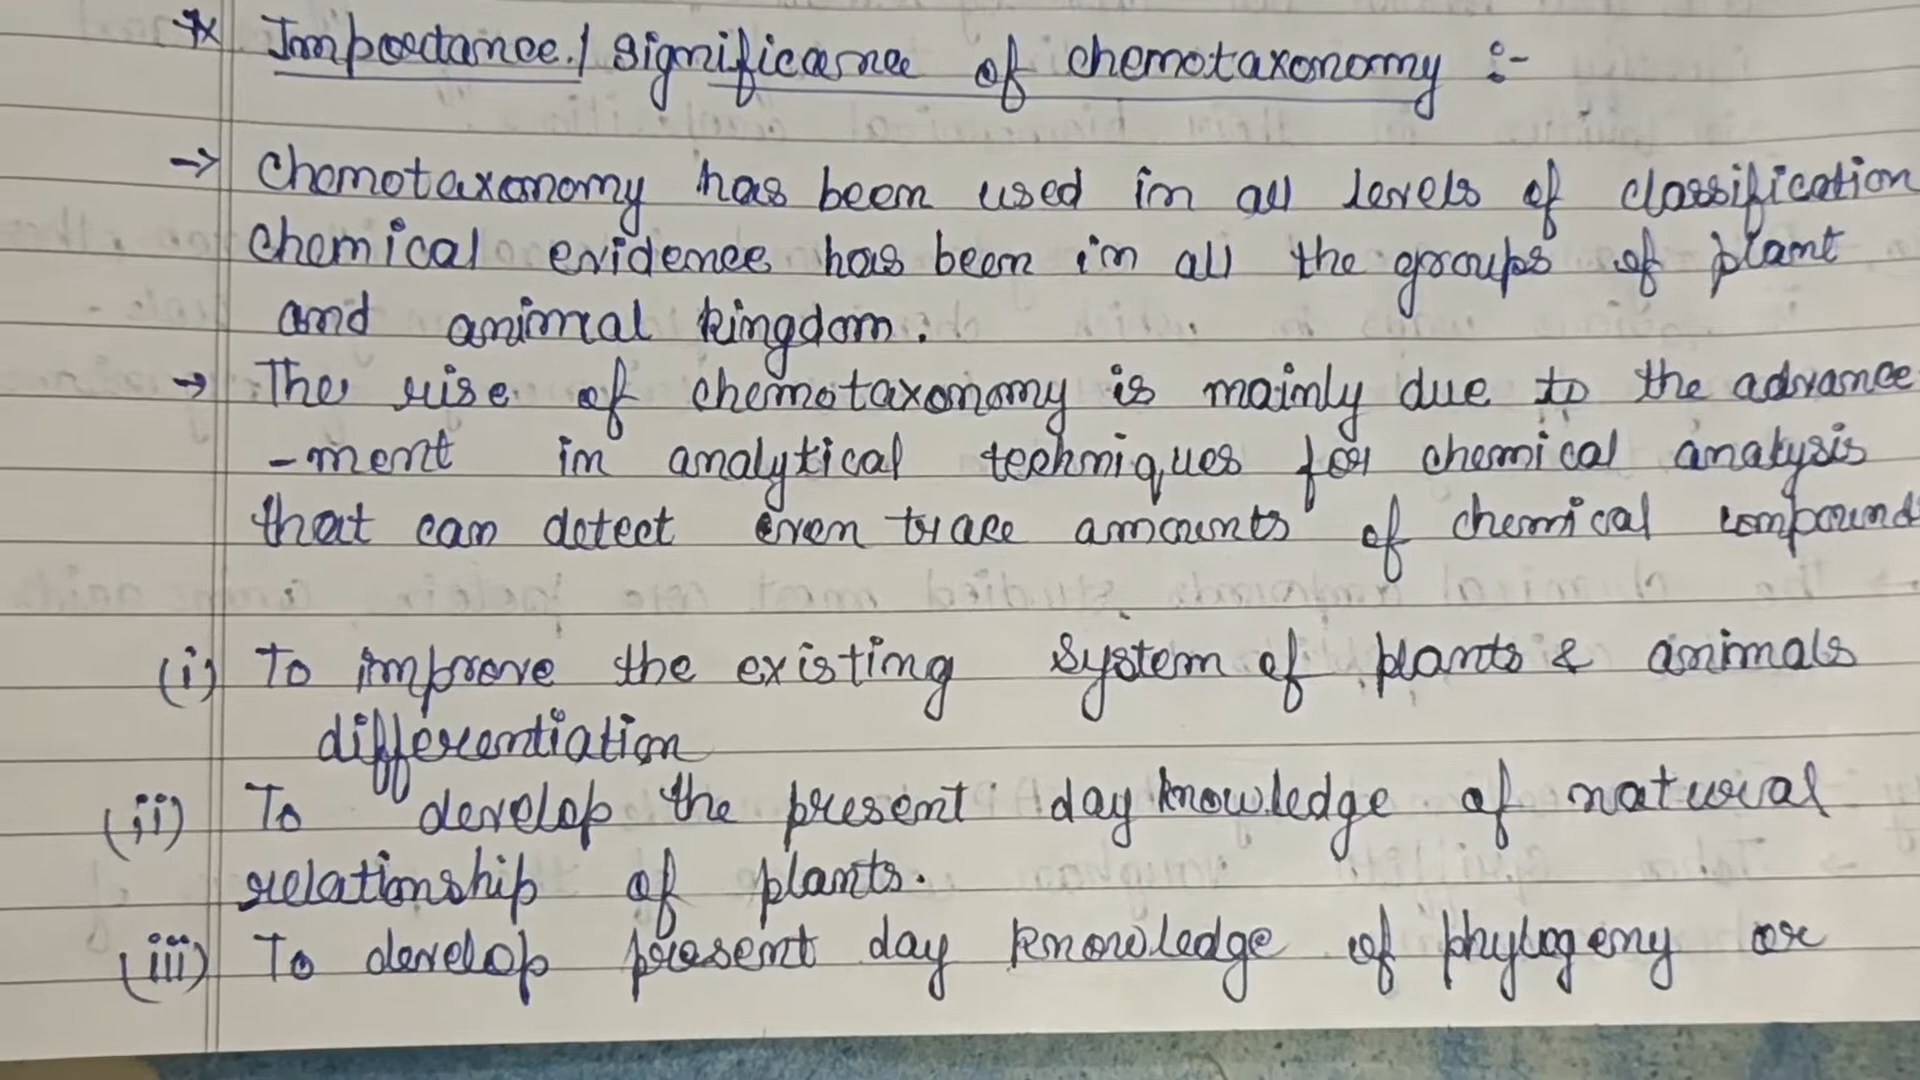 * Importance / Significance of chemotaxonomy :-
→ Chemotaxonomy has been used in all levels of classification
chemical evidence has been in all the groups of plant
and animal kingdom.
→ The rise of chemotaxonomy is mainly due to the advance
-ment in analytical techniques for chemical analysis
that can detect even trace amounts of chemical compound
(i) To improve the existing system of plants & animals
differentiation
(ii) To develop the present day knowledge of natural
relationship of plants.
(iii) To develop present day knowledge of phylogeny or